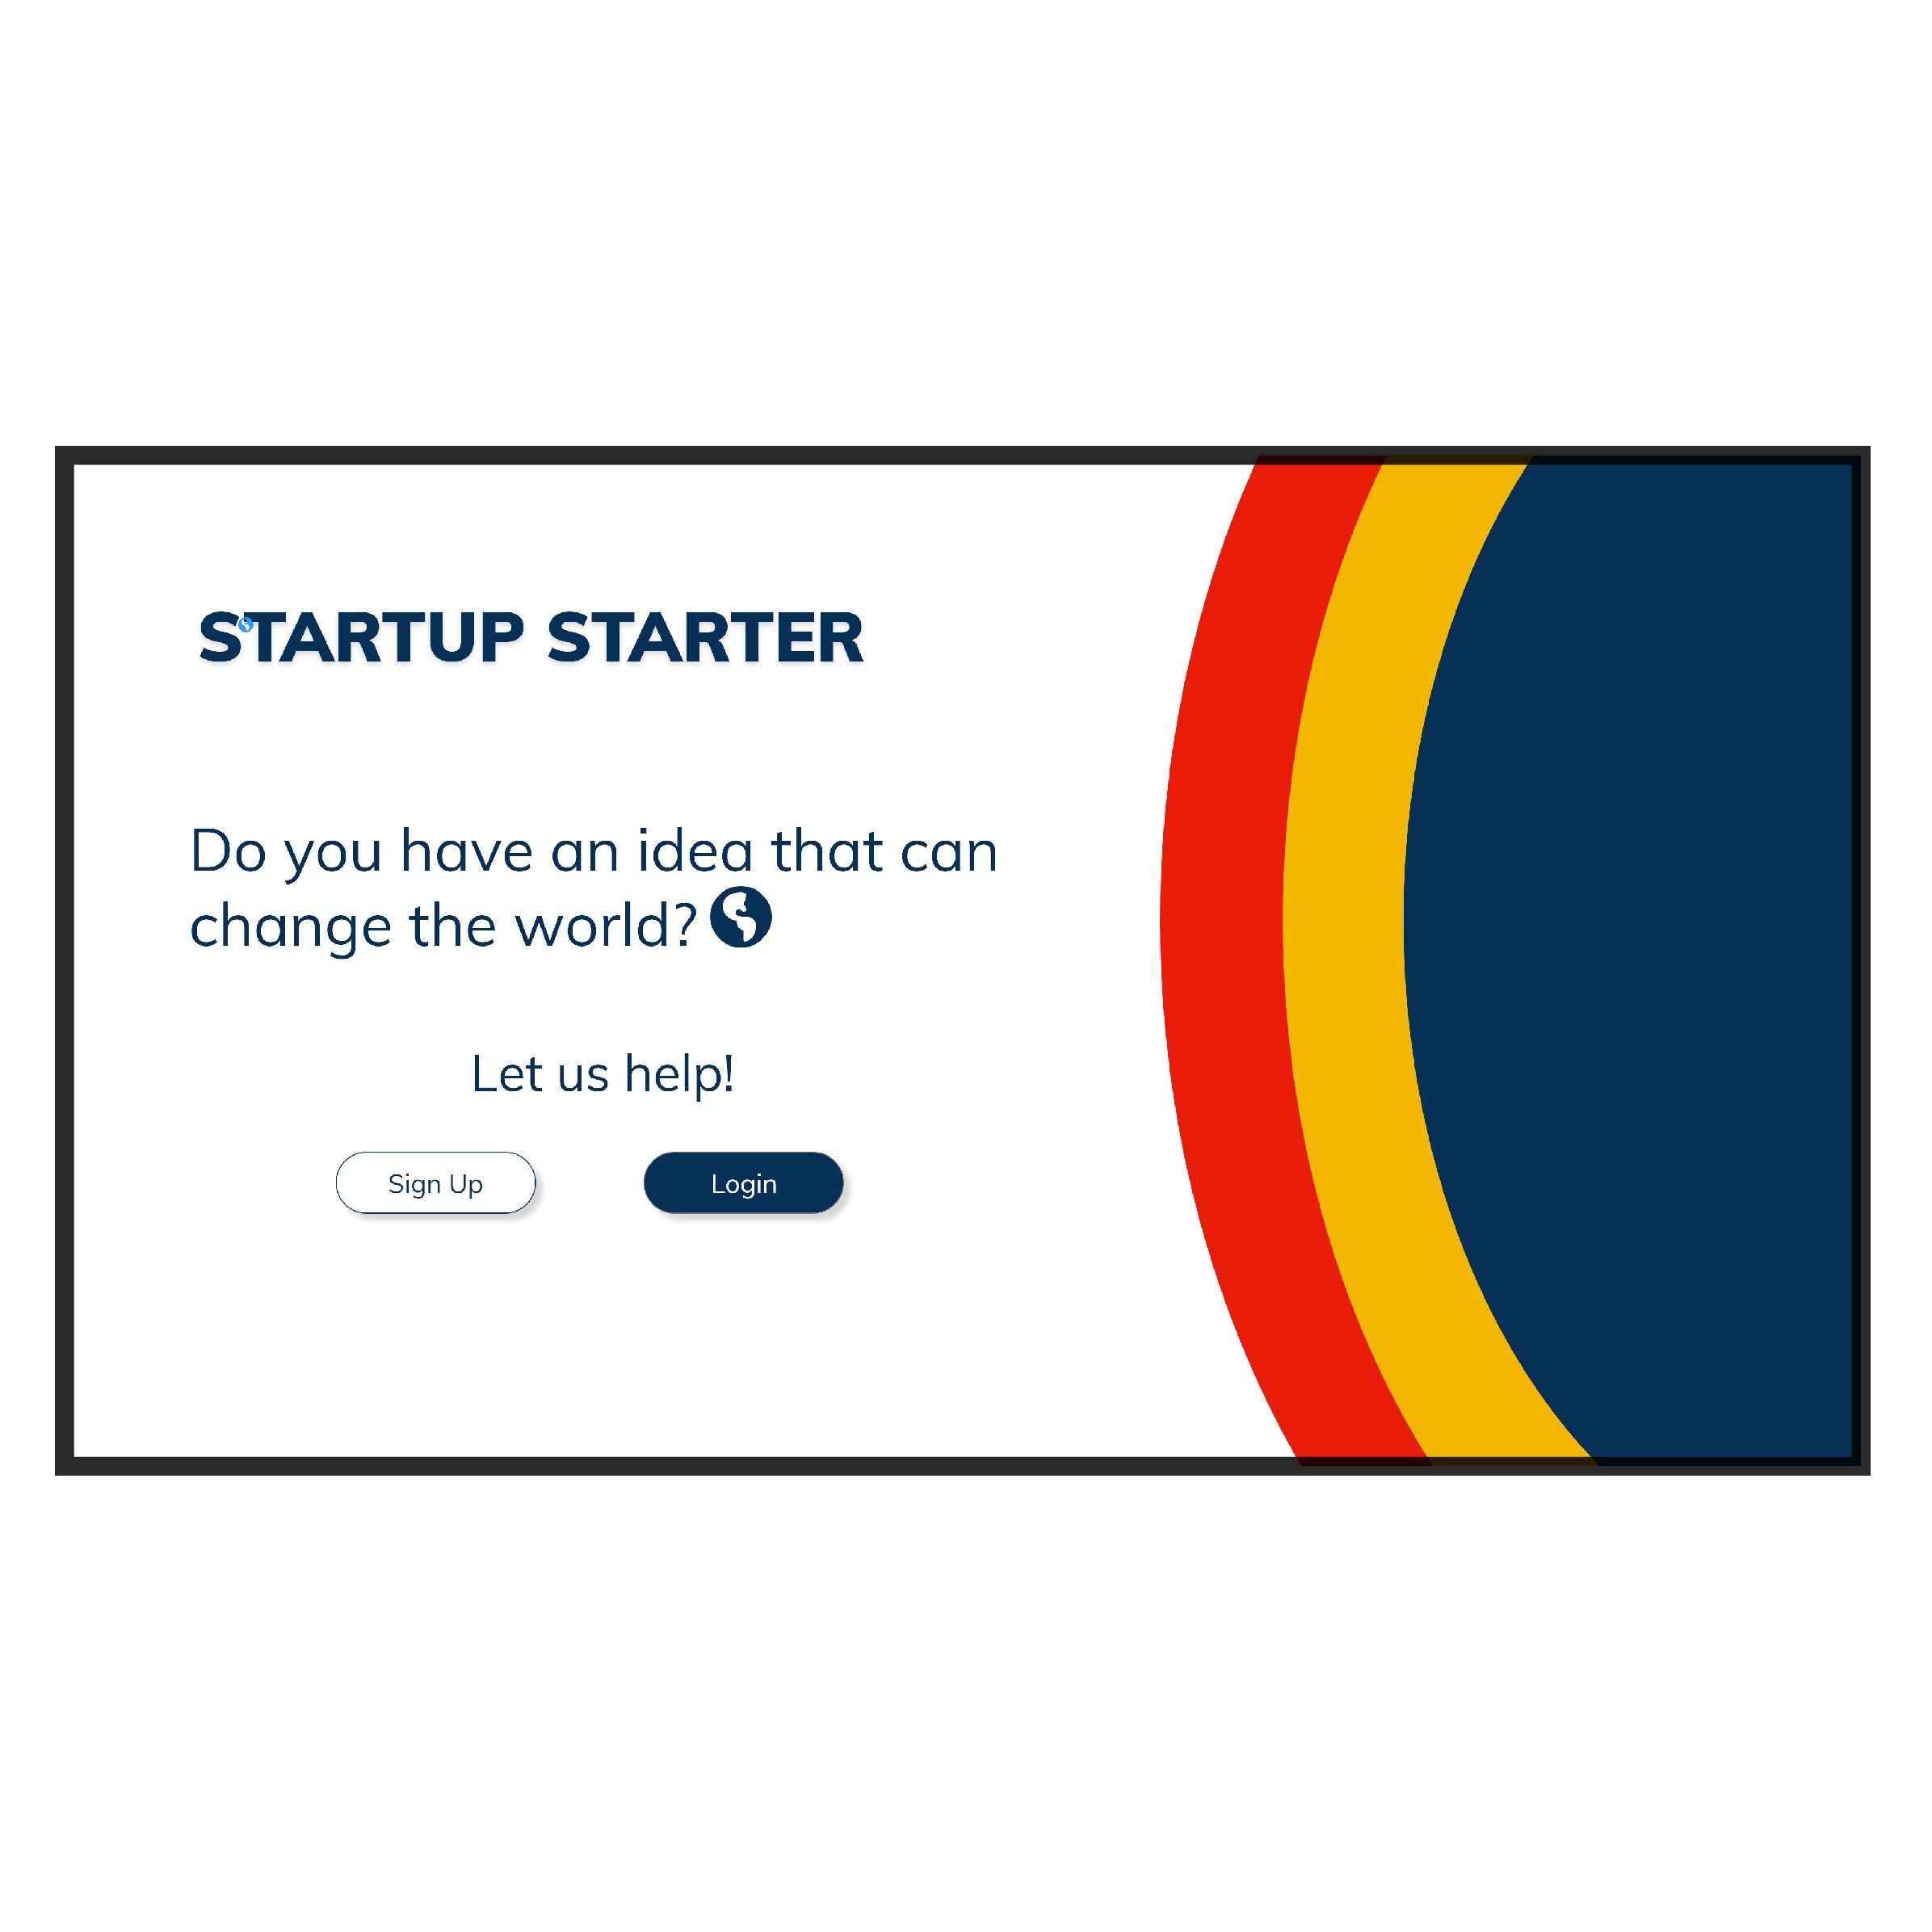 STARTUP STARTER
Do you have an idea that can
change the world?
Let us help!
Sign Up
Login